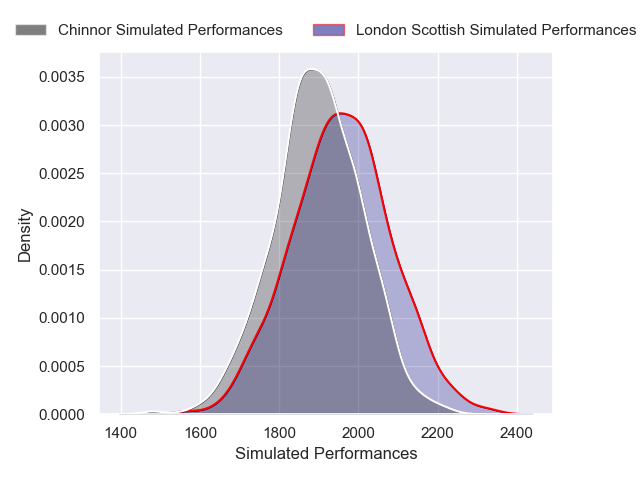 Chinnor Simulated Performances
London Scottish Simulated Performances
0.0035
0.0030
0.0025
0.0020
0.0015
0.0010
0.0005
0.0000
Density
1400 1600 1800 2000 2200 2400
Simulated Performances